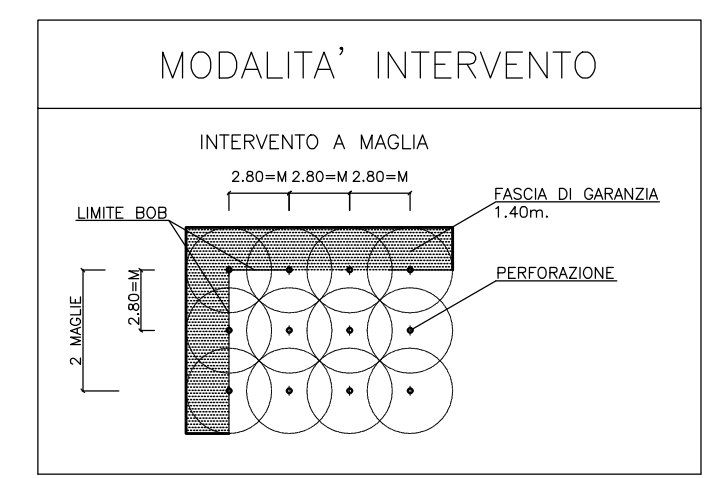 MODALITA' INTERVENTO
INTERVENTO A MAGLIA
2.80=M 2.80=M 2.80=M
FASCIA DI GARANZIA
1.40m.
LIMITE BOB
PERFORAZIONE
2.80=M
2 MAGLIE